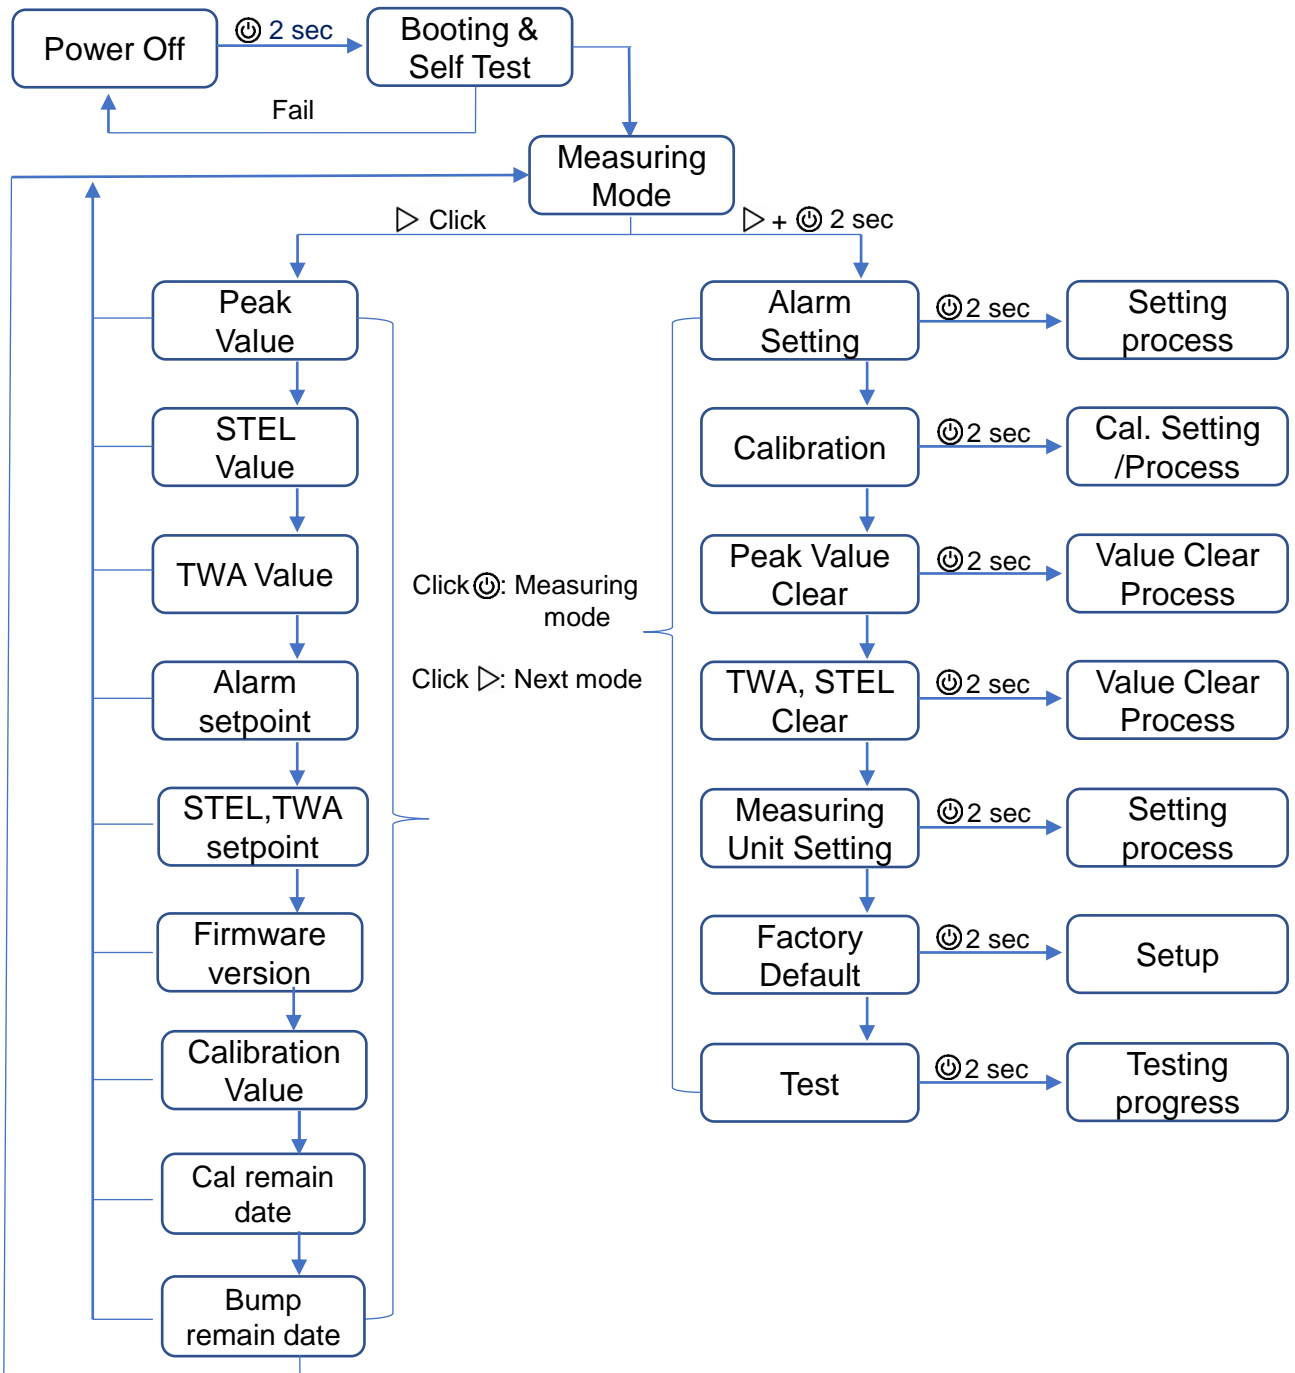 Power Off
2 sec
Booting &
Self Test
Fail
Measuring
Mode
Click
+ 2 sec
Peak
Value
STEL
Value
TWA Value
Alarm
setpoint
STEL,TWA
setpoint
Firmware
version
Calibration
Value
Cal remain
date
Bump
remain date
Click : Measuring
mode
Click : Next mode
Alarm
Setting
2 sec
Setting
process
Calibration
2 sec
Cal. Setting
/Process
Peak Value
Clear
2 sec
Value Clear
Process
TWA, STEL
Clear
2 sec
Value Clear
Process
Measuring
Unit Setting
2 sec
Setting
process
Factory
Default
2 sec
Setup
Test
2 sec
Testing
progress